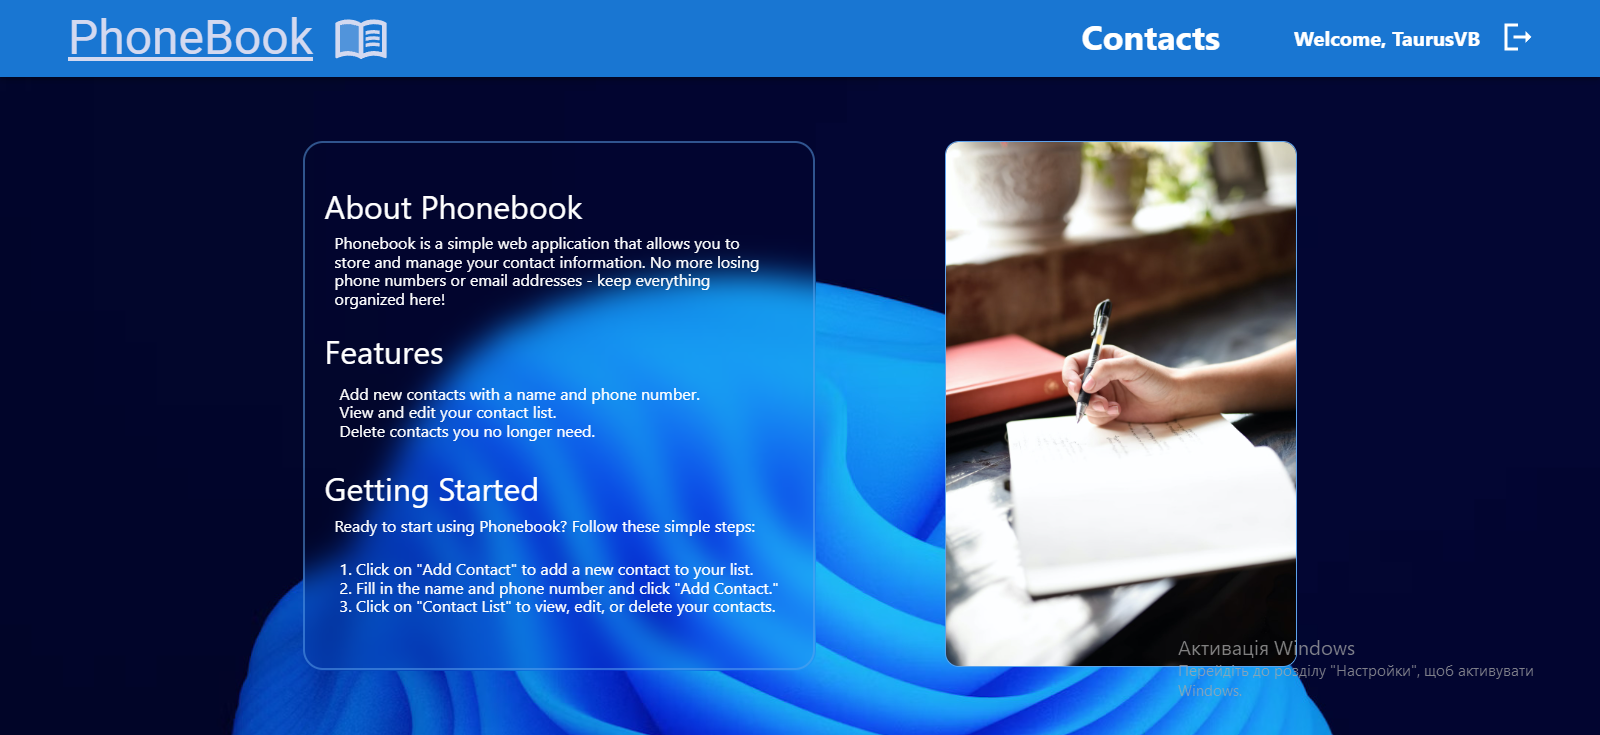 PhoneBook
Contacts
Welcome, TaurusVB
About Phonebook
Phonebook is a simple web application that allows you to
store and manage your contact information. No more losing
phone numbers or email addresses - keep everything
organized here!
Features
Add new contacts with a name and phone number.
View and edit your contact list.
Delete contacts you no longer need.
Getting Started
Ready to start using Phonebook? Follow these simple steps:
1. Click on "Add Contact" to add a new contact to your list.
2. Fill in the name and phone number and click "Add Contact."
3. Click on "Contact List" to view, edit, or delete your contacts.
Активація Windows
Перейдіть до розділу "Настройки", щоб активувати
Windows.